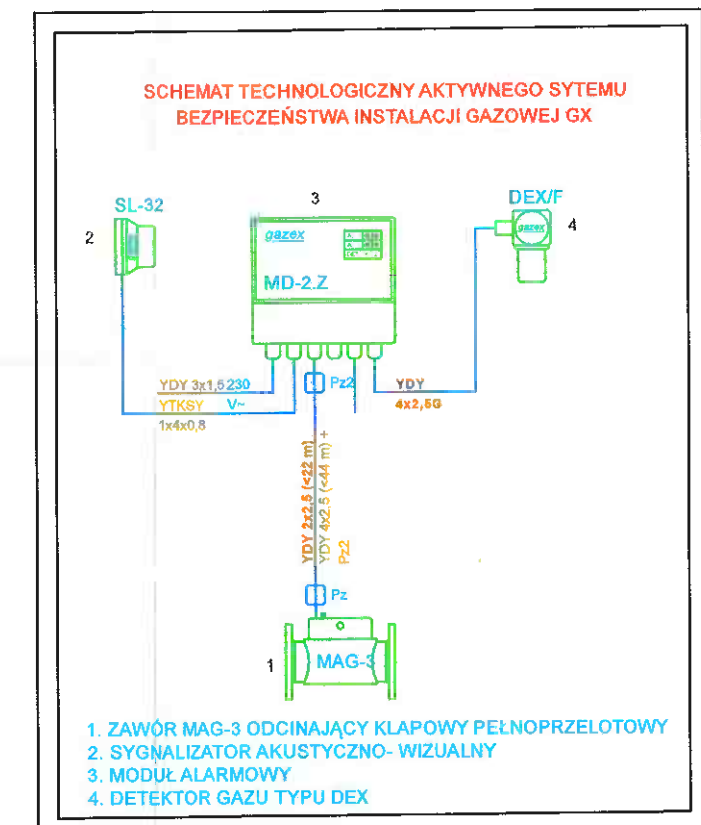 SCHEMAT TECHNOLOGICZNY AKTYWNEGO SYTEMU
BEZPIECZEŃSTWA INSTALACJI GAZOWEJ GX
SL-32
2
3
DEX/F
4
gazex
gazex
MD-2.Z
YDY 3x1,5 230
V~
YTKSY
1x4x0,8
Pz2
YDY
4x2,5G
YDY 2x2,5 (<22 m)
YDY 4x2,5 (<44 m) +
Pz2
Pz
1
MAG-3
1. ZAWÓR MAG-3 ODCINAJĄCY KLAPOWY PEŁNOPRZELOTOWY
2. SYGNALIZATOR AKUSTYCZNO- WIZUALNY
3. MODUŁ ALARMOWY
4. DETEKTOR GAZU TYPU DEX